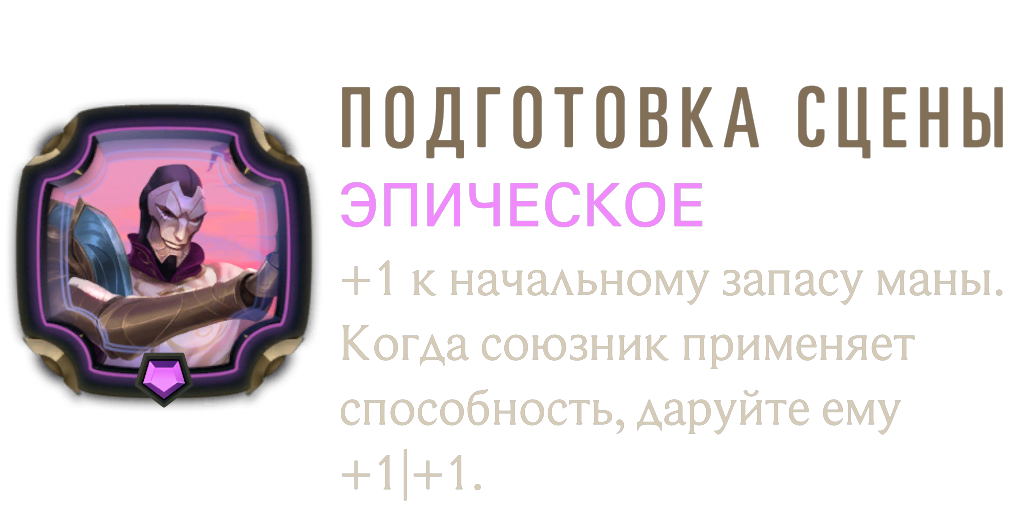 ПОДГОТОВКА СЦЕНЫ
ЭПИЧЕСКОЕ
+1 к начальному запасу маны.
Когда союзник применяет
способность, даруйте ему
+1|+1.